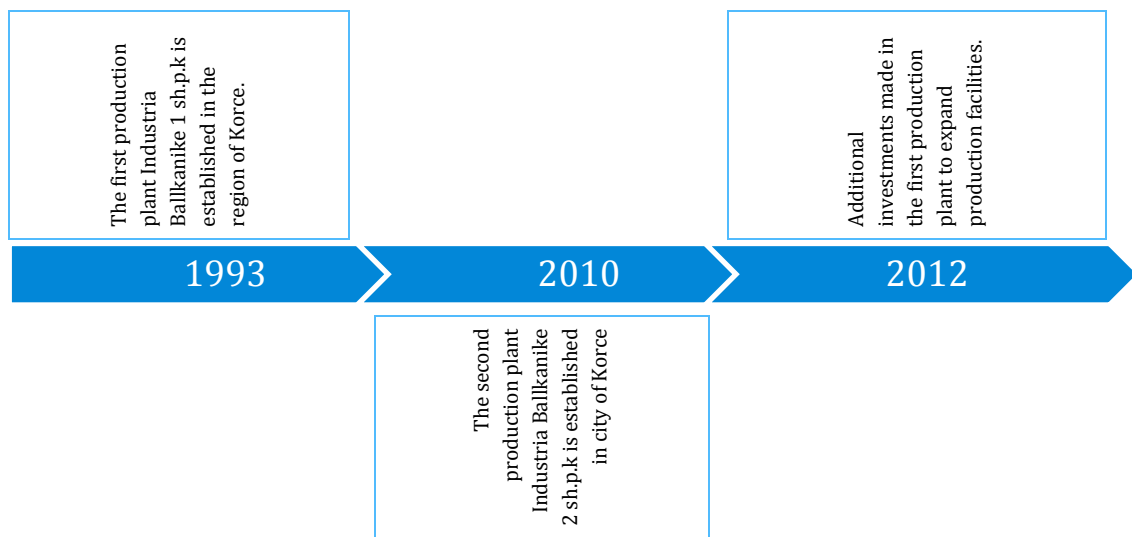 The first production
plant Industria
Ballkanike 1 sh.p.k is
established in the
region of Korce.
1993
2010
The second
production plant
Industria Ballkanike
2 sh.p.k is established
in city of Korce
Additional
investments made in
the first production
plant to expand
production facilities.
2012